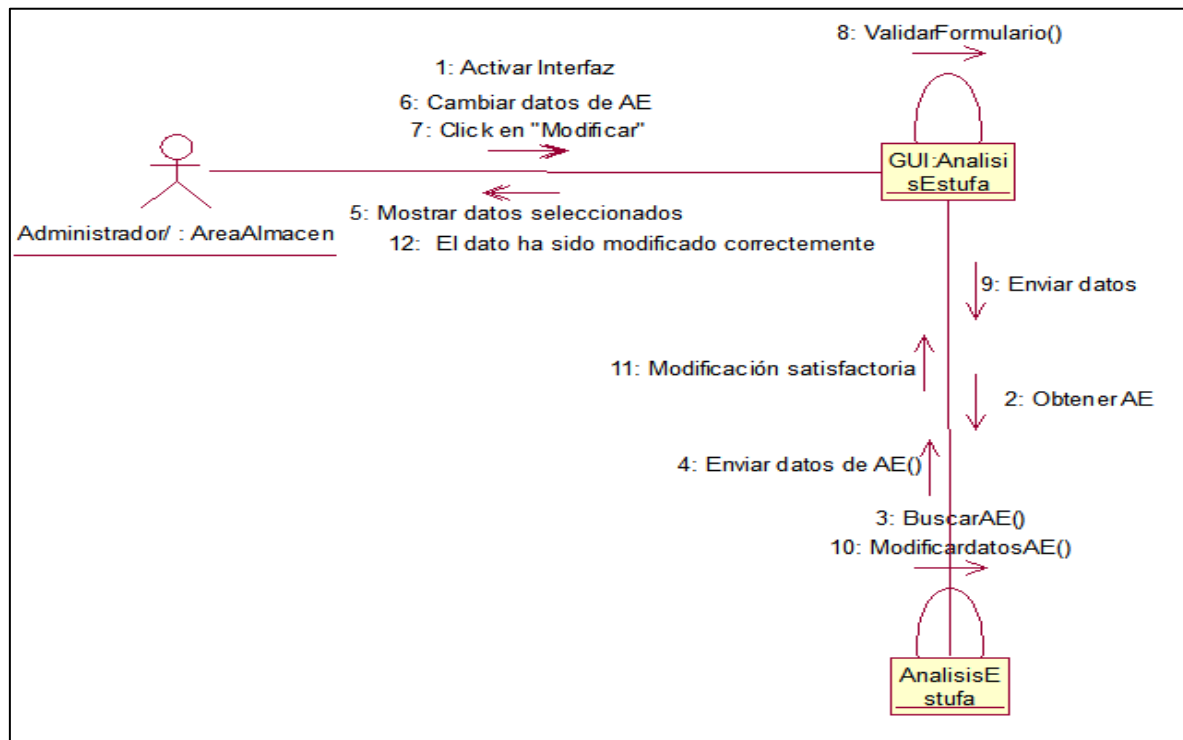 8: ValidarFormulario()
1: Activar Interfaz
6: Cambiar datos de AE
7: Click en "Modificar"
GUI:Analisi
sEstufa
5: Mostrar datos seleccionados
Administrador/ : AreaAlmacen
12: El dato ha sido modificado correctemente
9: Enviar datos
11: Modificación satisfactoria
2: Obtener AE
4: Enviar datos de AE()
3: BuscarAE()
10: ModificardatosAE()
AnalisisE
stufa